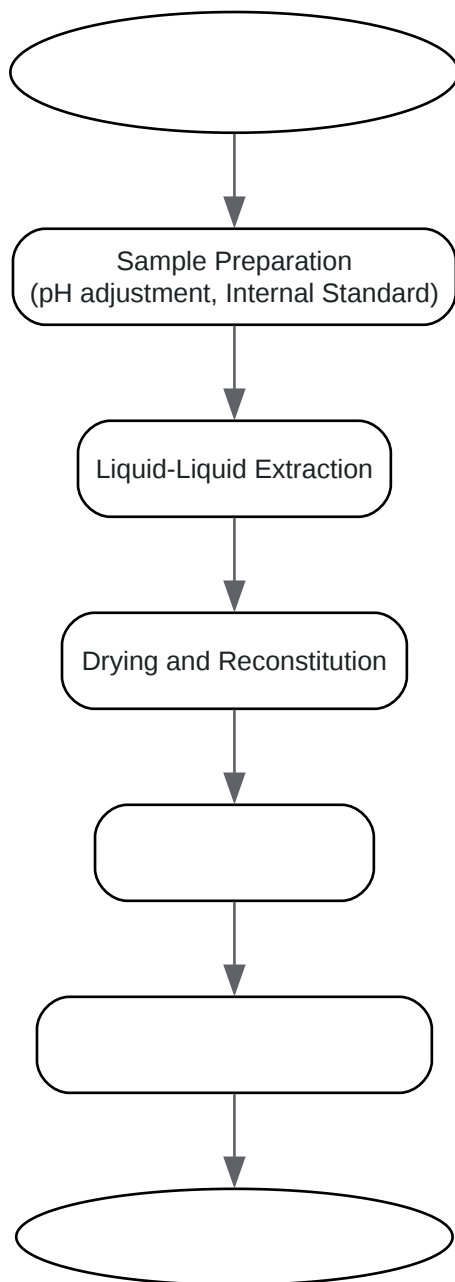 Sample Preparation
(pH adjustment, Internal Standard)
Liquid-Liquid Extraction
Drying and Reconstitution